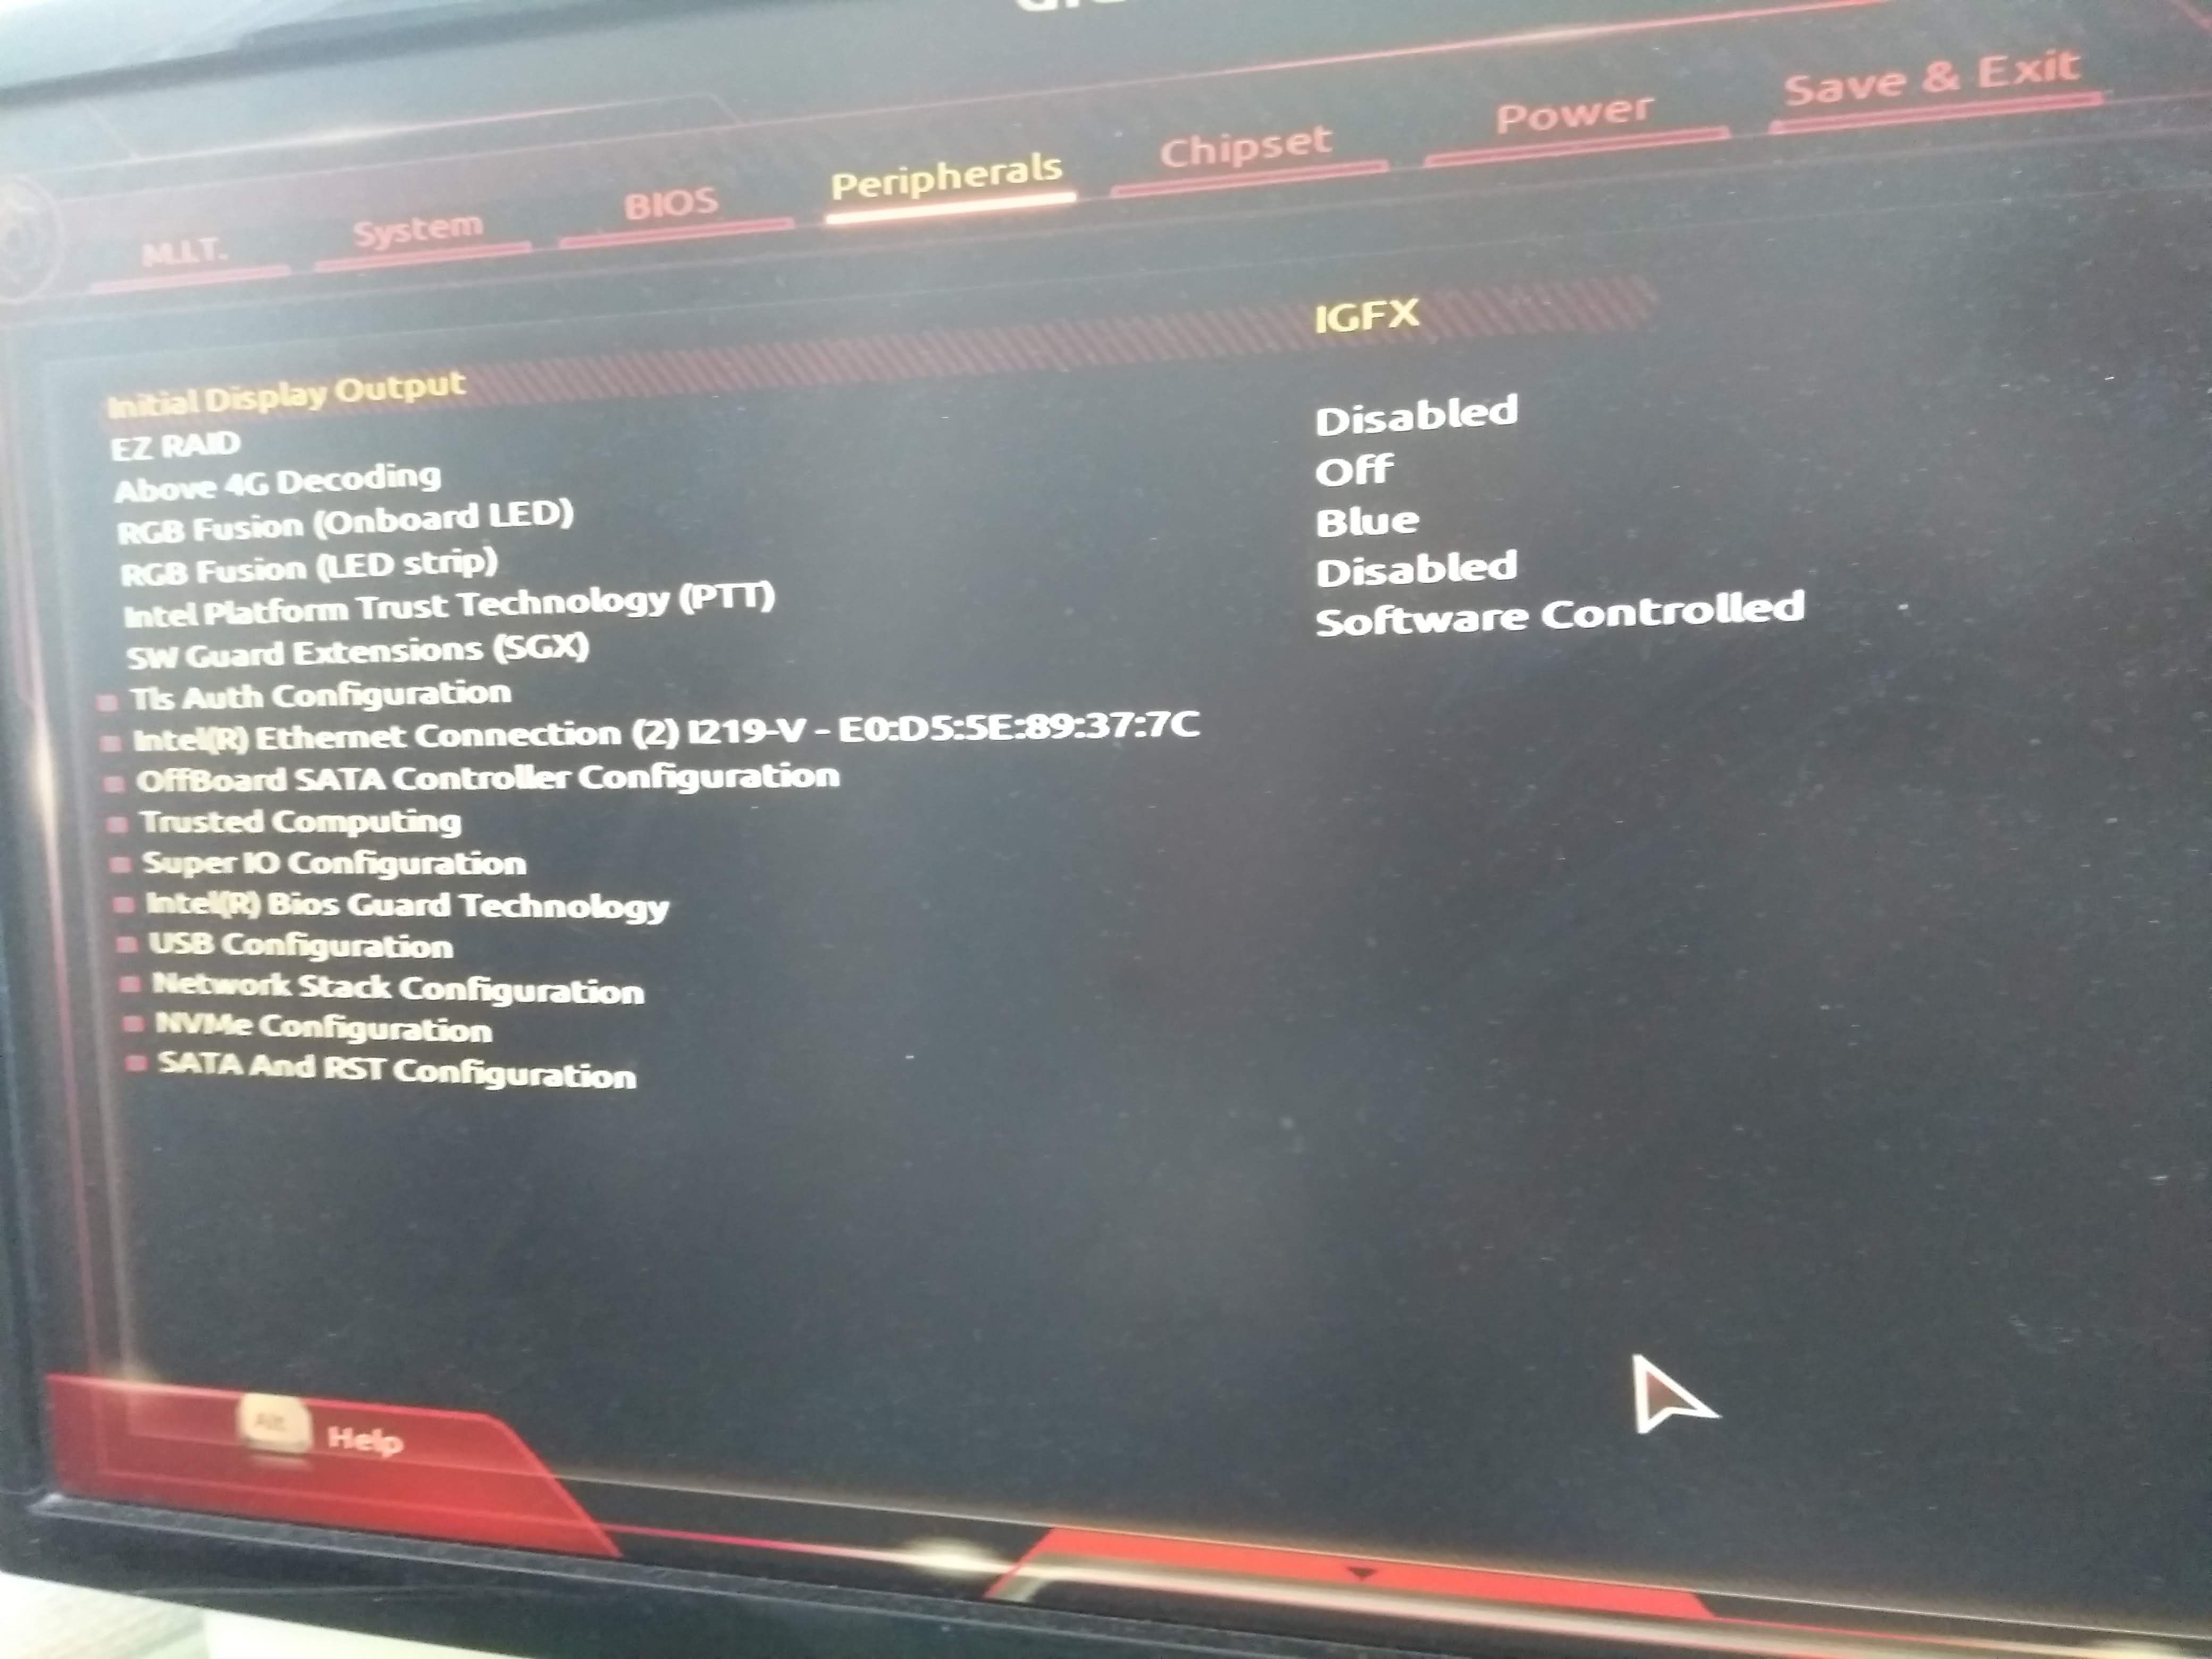 M.I.T.
System
BIOS
Peripherals
Chipset
Power
Save & Exit
Initial Display Output IGFX
EZ RAID
Above 4G Decoding Disabled
RGB Fusion (Onboard LED) Off
RGB Fusion (LED strip) Blue
Intel Platform Trust Technology (PTT) Disabled
SW Guard Extensions (SGX) Software Controlled
Tls Auth Configuration
Intel(R) Ethernet Connection (2) I219-V - E0:D5:5E:89:37:7C
OffBoard SATA Controller Configuration
Trusted Computing
Super IO Configuration
Intel(R) Bios Guard Technology
USB Configuration
Network Stack Configuration
NVMe Configuration
SATA And RST Configuration
Alt Help